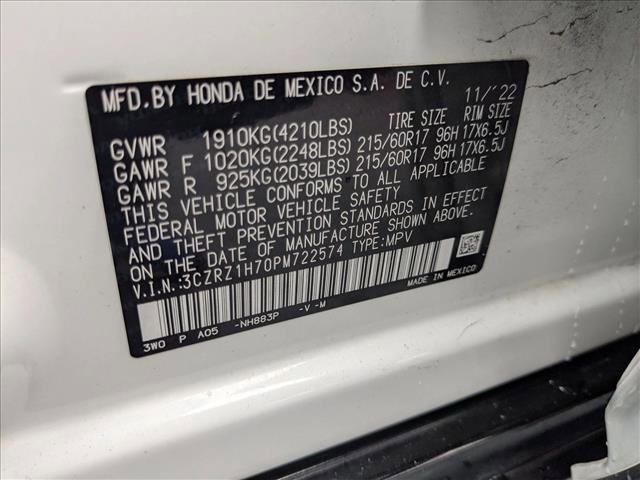 MFD. BY HONDA DE MEXICO S.A. DE C.V. 11/'22
TIRE SIZE RIM SIZE
GVWR 1910KG(4210LBS)
GAWR F 1020KG(2248LBS) 215/60R17 96H 17X6.5J
GAWR R 925KG(2039LBS) 215/60R17 96H 17X6.5J
THIS VEHICLE CONFORMS TO ALL APPLICABLE
FEDERAL MOTOR VEHICLE SAFETY
AND THEFT PREVENTION STANDARDS IN EFFECT
ON THE DATE OF MANUFACTURE SHOWN ABOVE.
V.I.N.:3CZRZ1H70PM722574 TYPE:MPV
MADE IN MEXICO
3W0 P A05 -NH883P -V -M